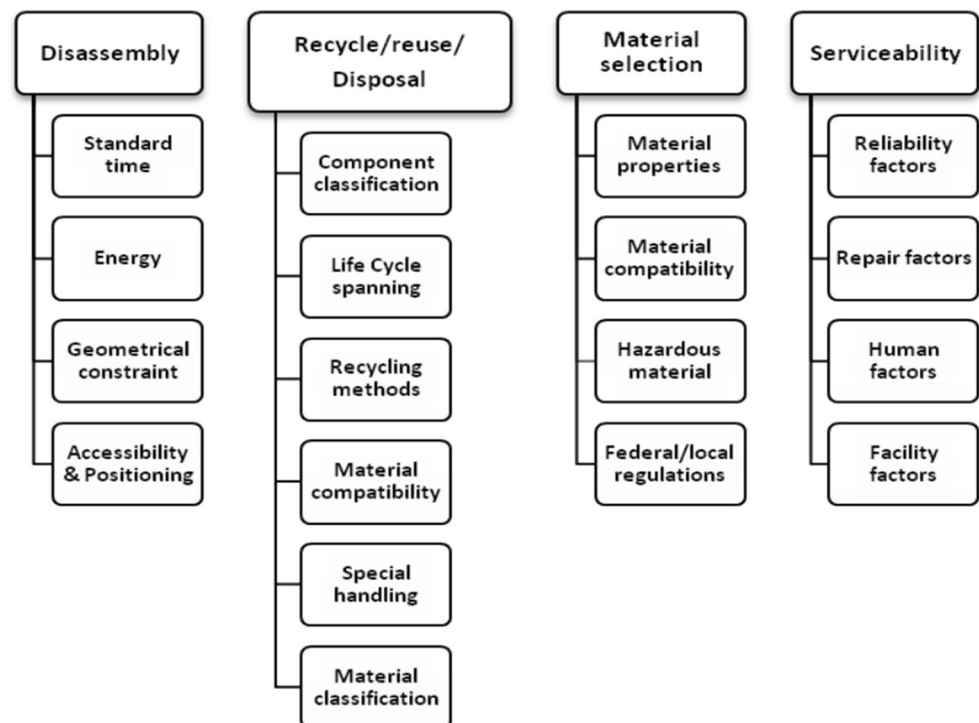 Disassembly
Standard
time
Energy
Geometrical
constraint
Accessibility
& Positioning
Recycle/reuse/
Disposal
Component
classification
Life Cycle
spanning
Recycling
methods
Material
compatibility
Special
handling
Material
classification
Material
selection
Material
properties
Material
compatibility
Hazardous
material
Federal/local
regulations
Serviceability
Reliability
factors
Repair factors
Human
factors
Facility
factors